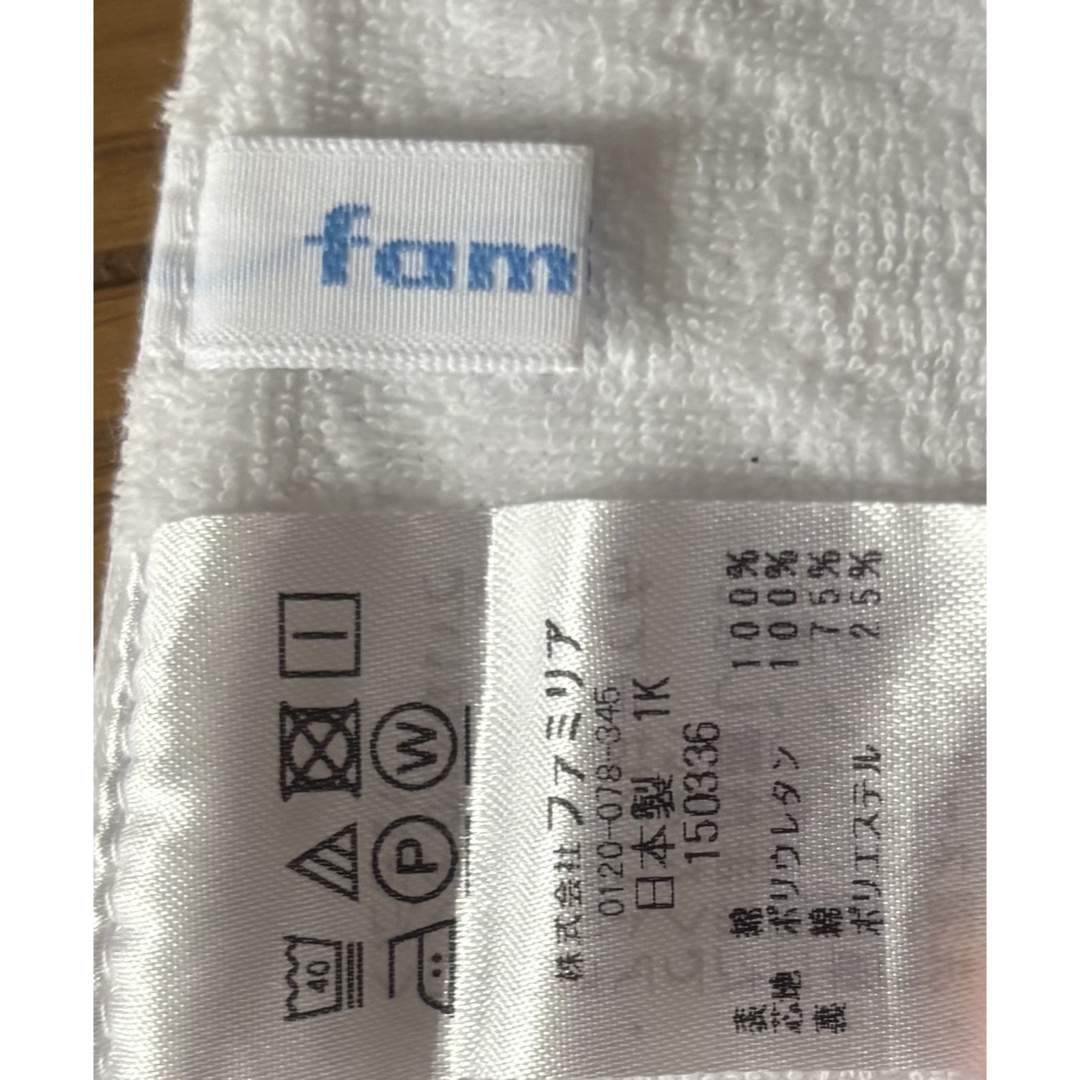 fam
40
P
W
株式会社 ファミリア
0120-078-345
日本製 1K
150336
表 綿 100%
芯地 ポリウレタン 100%
裏 綿 75%
ポリエステル 25%